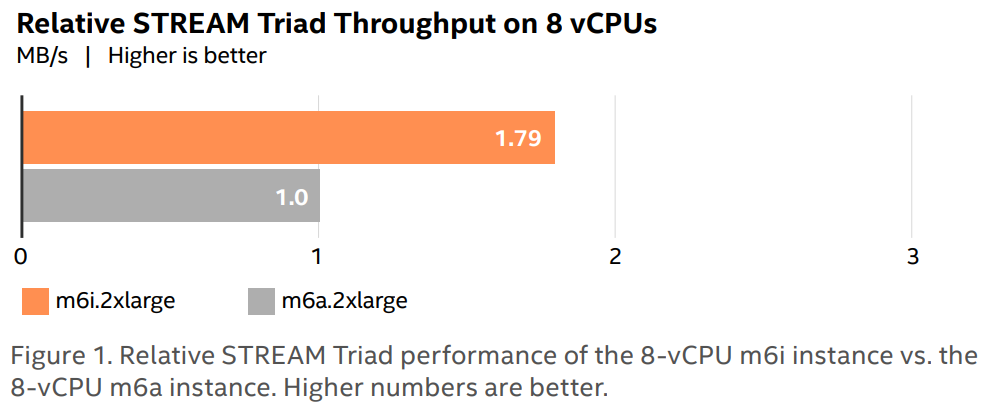 Relative STREAM Triad Throughput on 8 vCPUs
MB/s | Higher is better
1.79
1.0
0 1 2 3
m6i.2xlarge m6a.2xlarge
Figure 1. Relative STREAM Triad performance of the 8-vCPU m6i instance vs. the
8-vCPU m6a instance. Higher numbers are better.